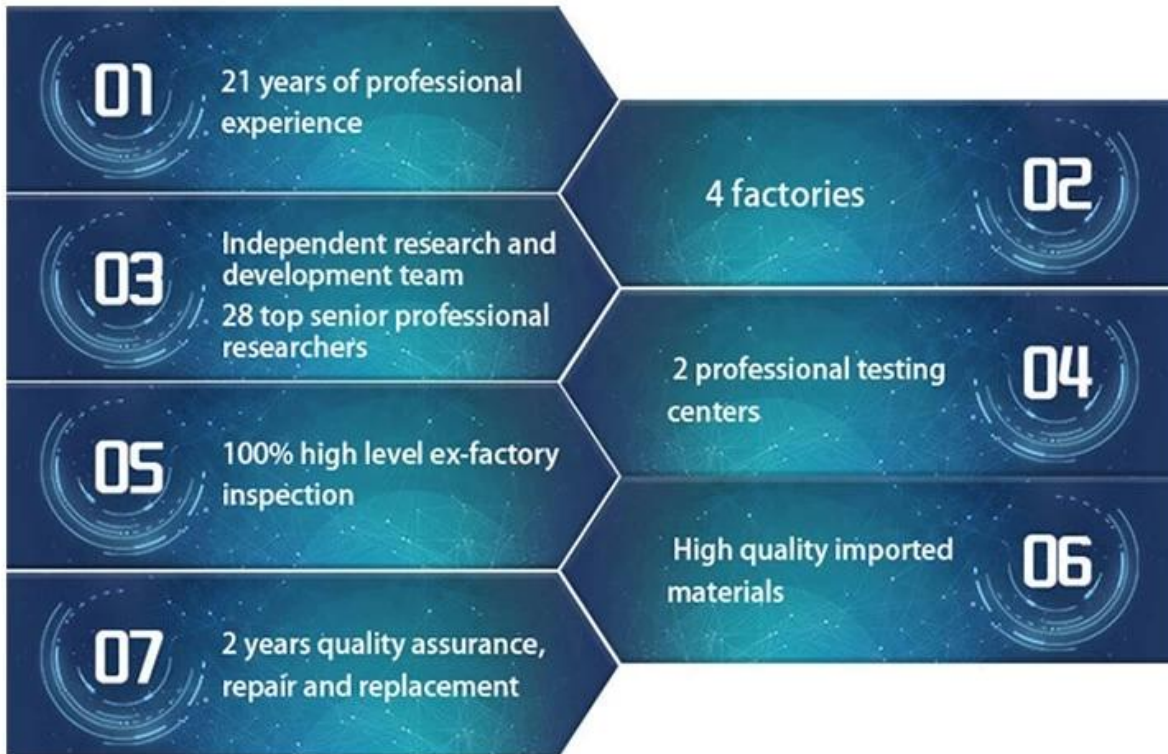 01
21 years of professional
experience
02
4 factories
03
Independent research and
development team
28 top senior professional
researchers
04
2 professional testing
centers
05
100% high level ex-factory
inspection
06
High quality imported
materials
07
2 years quality assurance,
repair and replacement